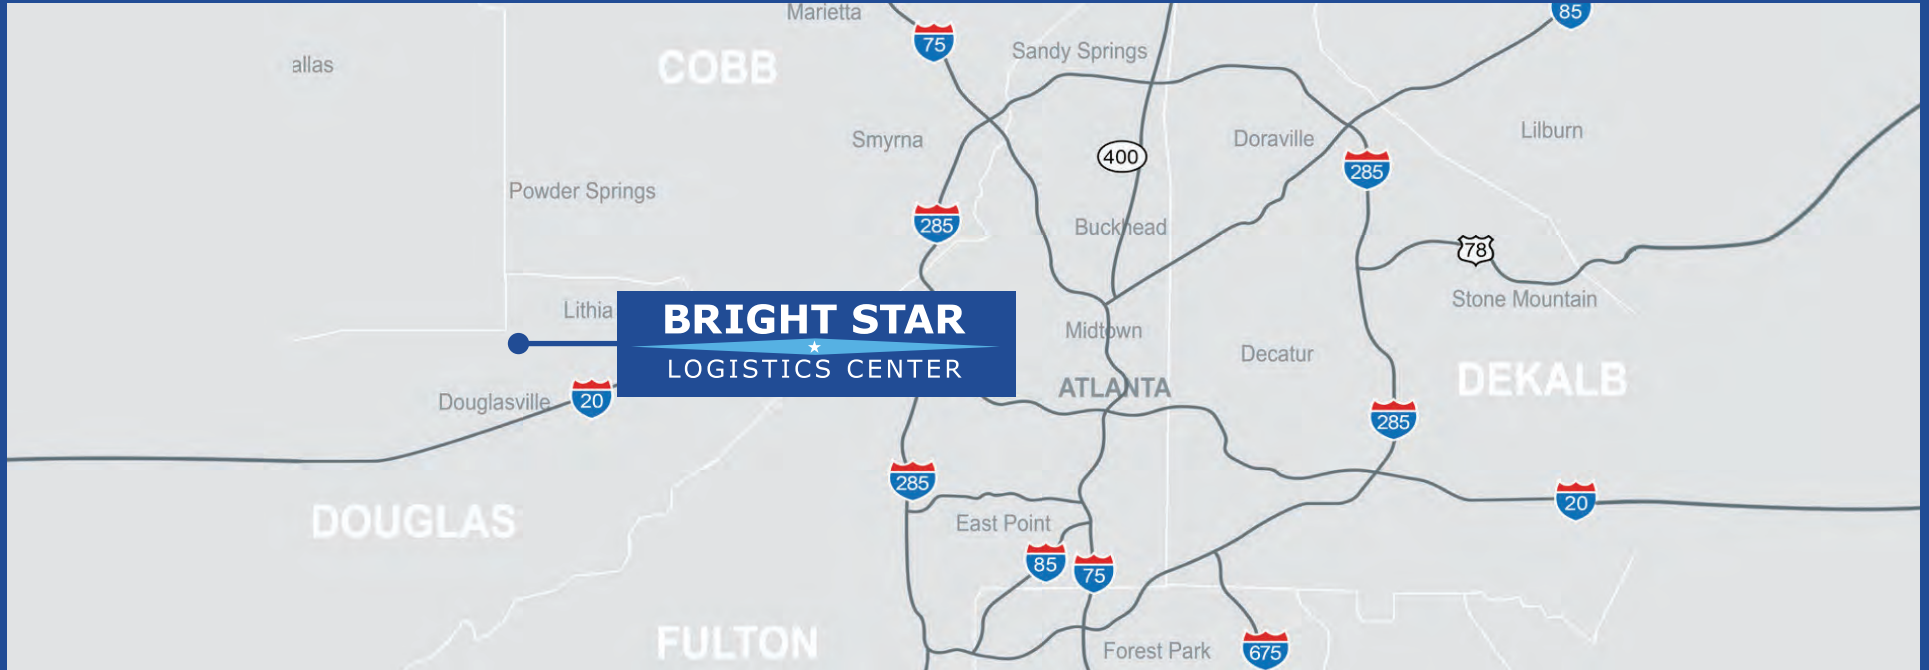 Marietta
85
75
Sandy Springs
allas
COBB
Lilburn
Smyrna
Doraville
400
285
Powder Springs
285
Buckhead
78
Stone Mountain
Lithia
BRIGHT STAR
LOGISTICS CENTER
Midtown
Decatur
DEKALB
ATLANTA
Douglasville
20
285
285
20
DOUGLAS
East Point
85
75
FULTON
Forest Park
675